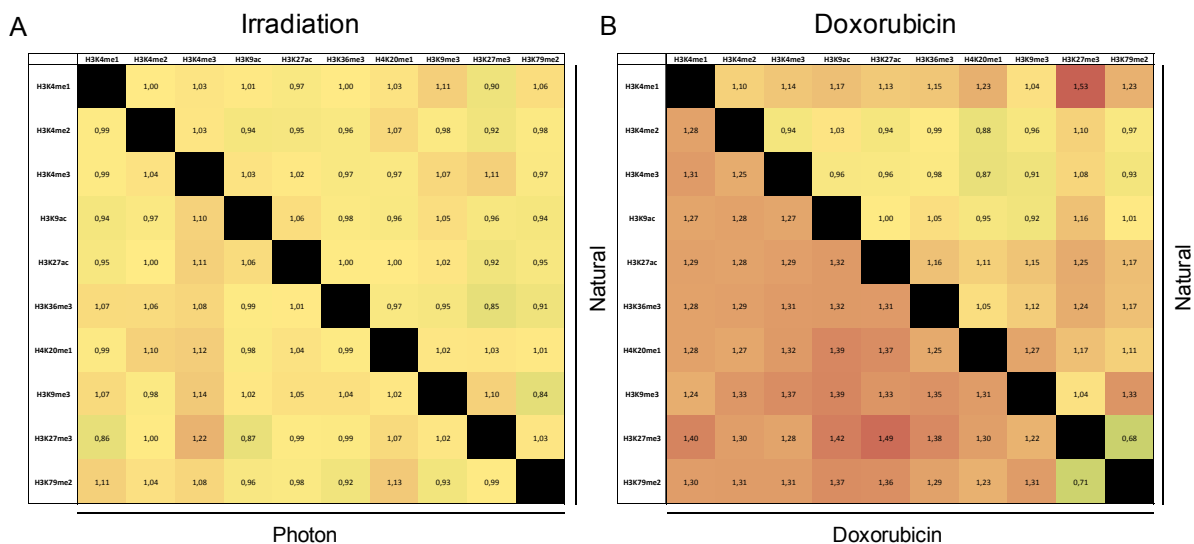 A Irradiation
H3K4me1 H3K4me2 H3K4me3 H3K9ac H3K27ac H3K36me3 H4K20me1 H3K9me3 H3K27me3 H3K79me2
H3K4me1 1,00 1,03 1,01 0,97 1,00 1,03 1,11 0,90 1,06
H3K4me2 0,99 1,03 0,94 0,95 0,96 1,07 0,98 0,92 0,98
H3K4me3 0,99 1,04 1,03 1,02 0,97 0,97 1,07 1,11 0,97
H3K9ac 0,94 0,97 1,10 1,06 0,98 0,96 1,05 0,96 0,94
H3K27ac 0,95 1,00 1,11 1,06 1,00 1,00 1,02 0,92 0,95
H3K36me3 1,07 1,06 1,08 0,99 1,01 0,97 0,95 0,85 0,91
H4K20me1 0,99 1,10 1,12 0,98 1,04 0,99 1,02 1,03 1,01
H3K9me3 1,07 0,98 1,14 1,02 1,05 1,04 1,02 1,10 0,84
H3K27me3 0,86 1,00 1,22 0,87 0,99 0,99 1,07 1,02 1,03
H3K79me2 1,11 1,04 1,08 0,96 0,98 0,92 1,13 0,93 0,99
Natural
Photon
B Doxorubicin
H3K4me1 H3K4me2 H3K4me3 H3K9ac H3K27ac H3K36me3 H4K20me1 H3K9me3 H3K27me3 H3K79me2
H3K4me1 1,10 1,14 1,17 1,13 1,15 1,23 1,04 1,53 1,23
H3K4me2 1,28 0,94 1,03 0,94 0,99 0,88 0,96 1,10 0,97
H3K4me3 1,31 1,25 0,96 0,96 0,98 0,87 0,91 1,08 0,93
H3K9ac 1,27 1,28 1,27 1,00 1,05 0,95 0,92 1,16 1,01
H3K27ac 1,29 1,28 1,29 1,32 1,16 1,11 1,15 1,25 1,17
H3K36me3 1,28 1,29 1,31 1,32 1,31 1,05 1,12 1,24 1,17
H4K20me1 1,28 1,27 1,32 1,39 1,37 1,25 1,27 1,17 1,11
H3K9me3 1,24 1,33 1,37 1,39 1,33 1,35 1,31 1,04 1,33
H3K27me3 1,40 1,30 1,28 1,42 1,49 1,38 1,30 1,22 0,68
H3K79me2 1,30 1,31 1,31 1,37 1,36 1,29 1,23 1,31 0,71
Natural
Doxorubicin